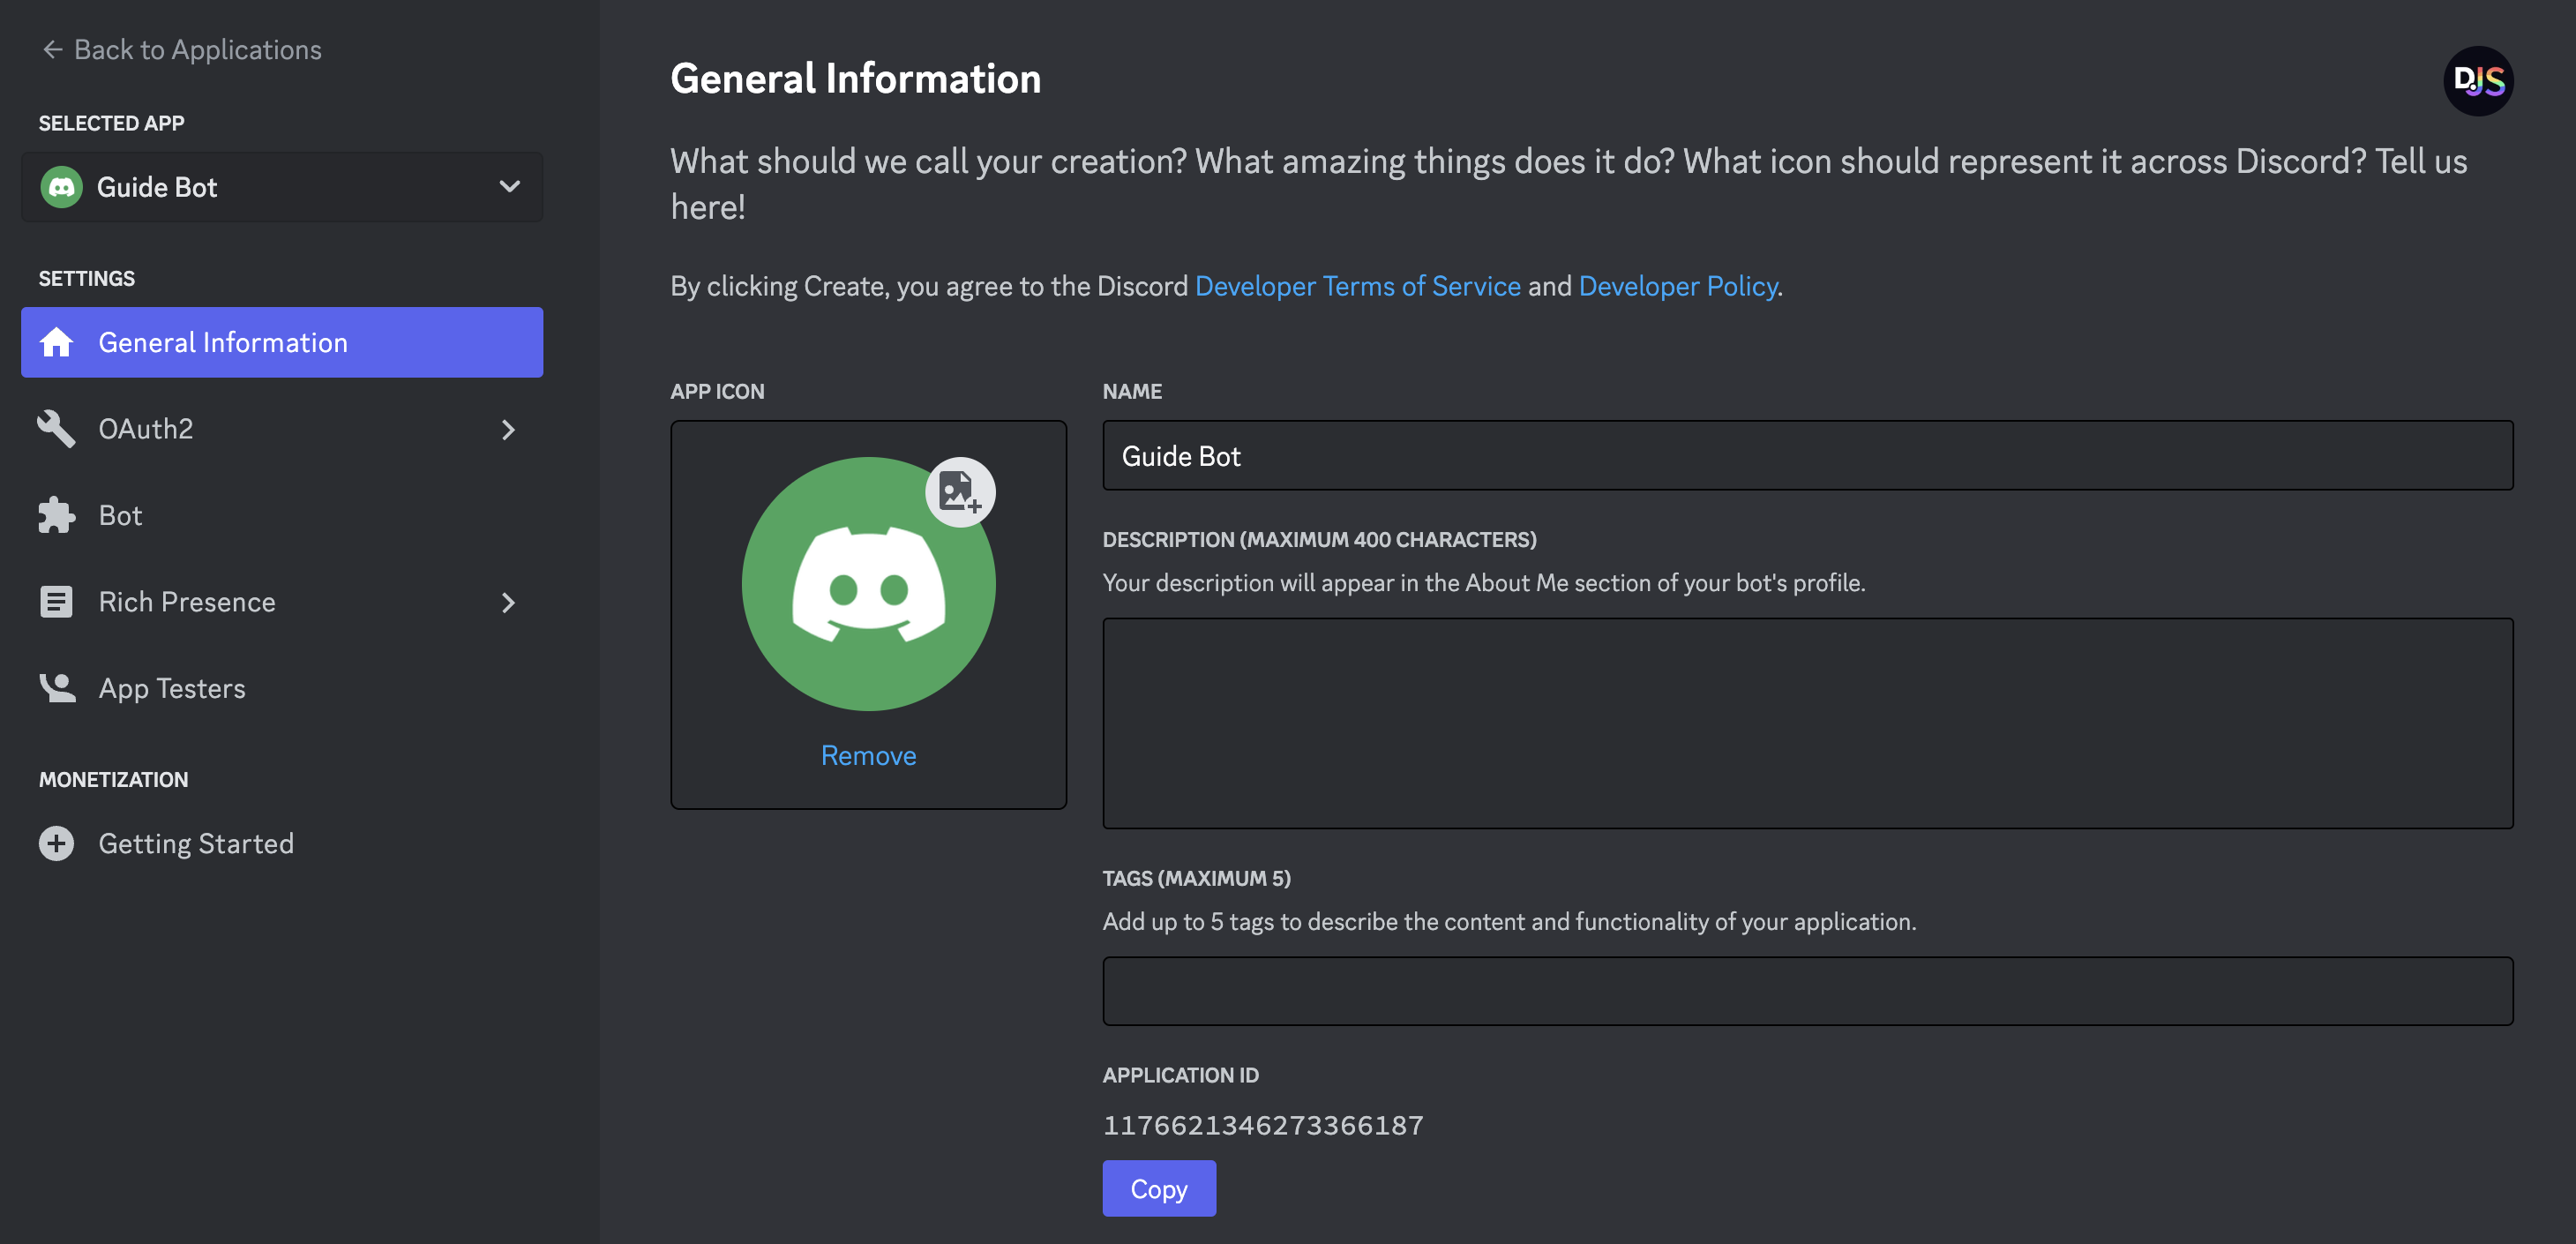 Back to Applications
SELECTED APP
Guide Bot
SETTINGS
General Information
OAuth2
Bot
Rich Presence
App Testers
MONETIZATION
Getting Started
General Information
DJS
What should we call your creation? What amazing things does it do? What icon should represent it across Discord? Tell us
here!
By clicking Create, you agree to the Discord Developer Terms of Service and Developer Policy.
APP ICON
Remove
NAME
Guide Bot
DESCRIPTION (MAXIMUM 400 CHARACTERS)
Your description will appear in the About Me section of your bot's profile.
TAGS (MAXIMUM 5)
Add up to 5 tags to describe the content and functionality of your application.
APPLICATION ID
1176621346273366187
Copy